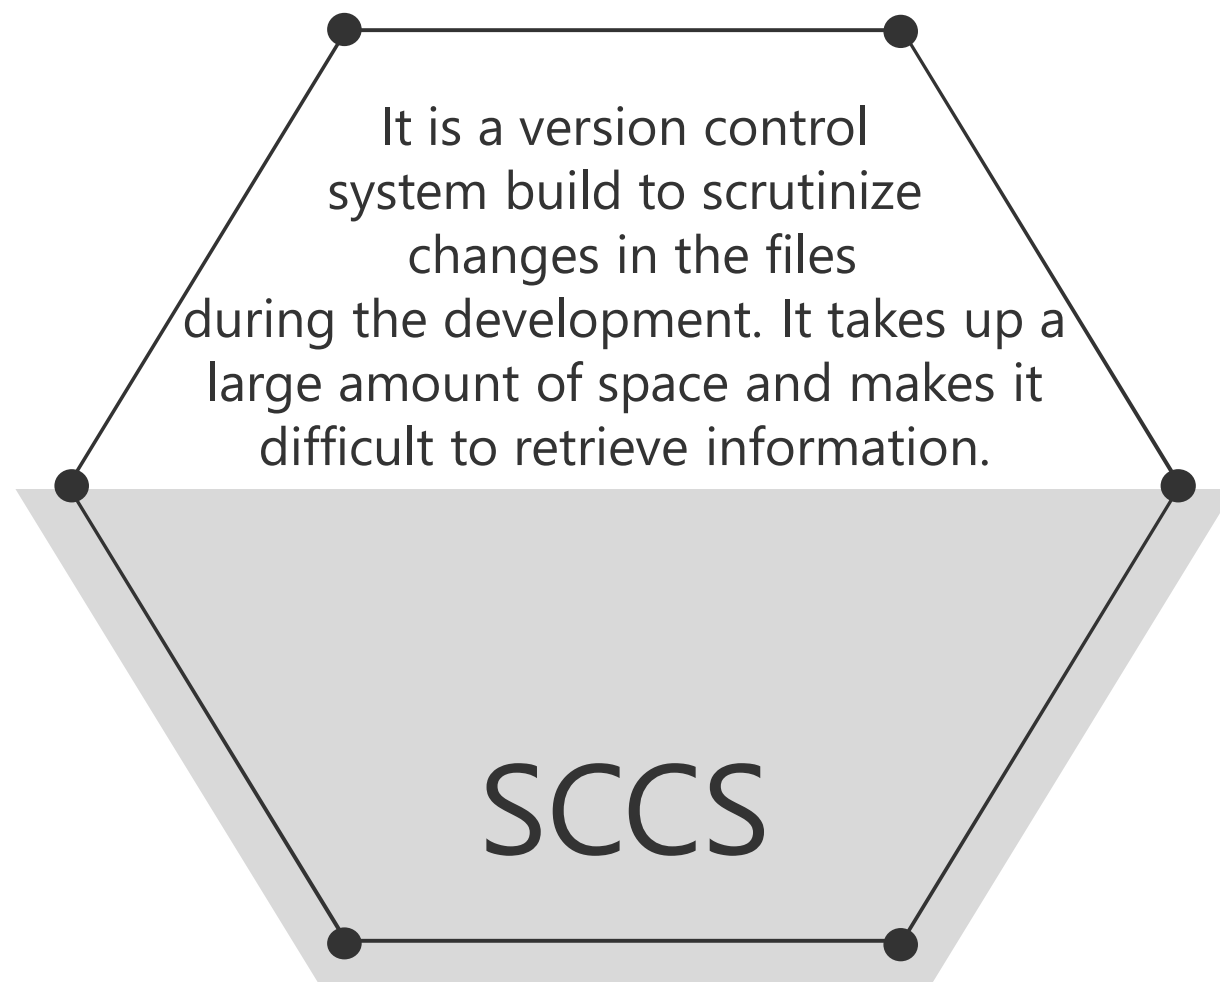 It is a version control
system build to scrutinize
changes in the files
during the development. It takes up a
large amount of space and makes it
difficult to retrieve information.
SCCS